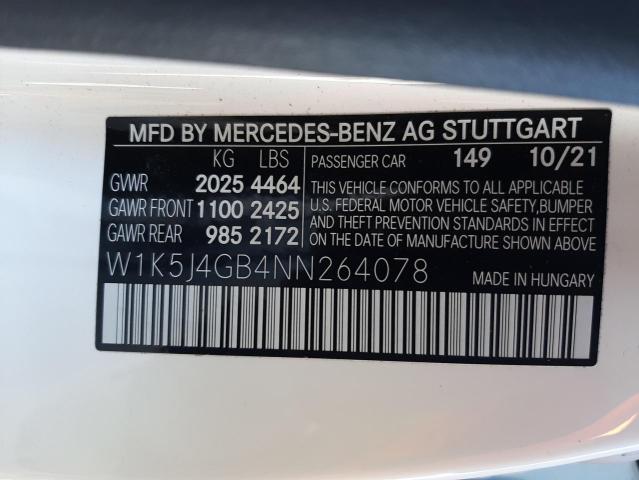 MFD BY MERCEDES-BENZ AG STUTTGART
KG LBS
GVWR 2025 4464
GAWR FRONT 1100 2425
GAWR REAR 985 2172
PASSENGER CAR 149 10/21
THIS VEHICLE CONFORMS TO ALL APPLICABLE
U.S. FEDERAL MOTOR VEHICLE SAFETY, BUMPER
AND THEFT PREVENTION STANDARDS IN EFFECT
ON THE DATE OF MANUFACTURE SHOWN ABOVE.
W1K5J4GB4NN264078
MADE IN HUNGARY